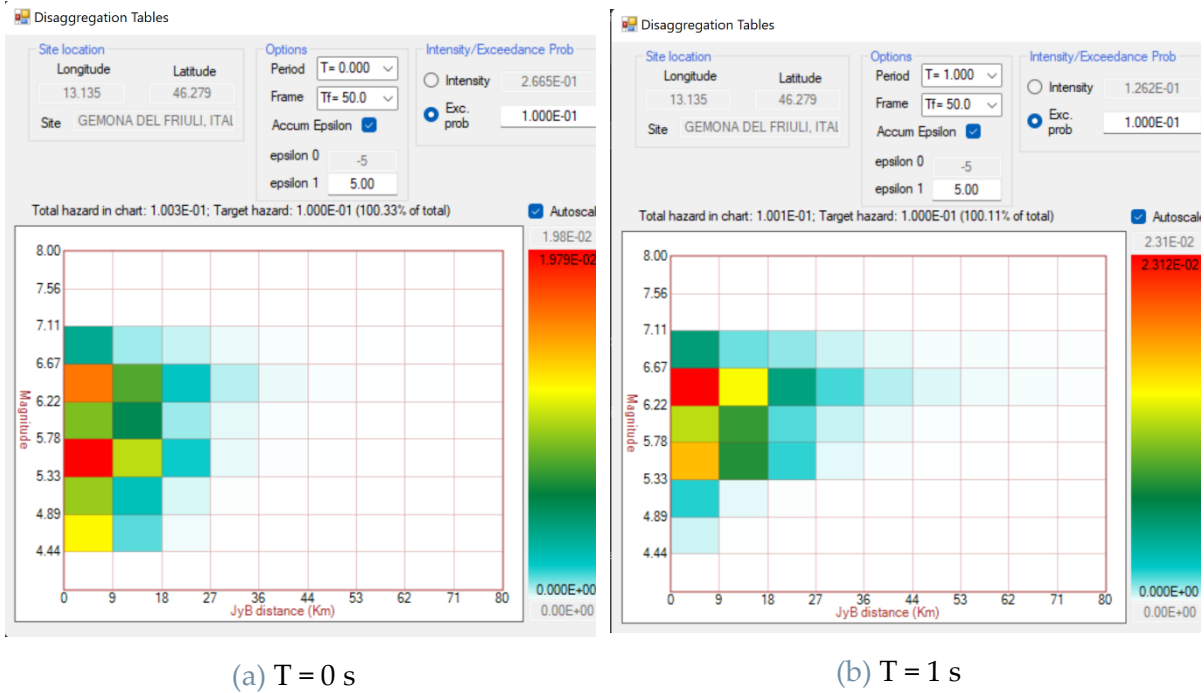 Disaggregation Tables
Site location
Longitude Latitude
13.135 46.279
Site GEMONA DEL FRIULI, ITAL
Options
Period T= 0.000
Frame Tf= 50.0
Accum Epsilon
epsilon 0 -5
epsilon 1 5.00
Intensity/Exceedance Prob
Intensity 2.665E-01
Exc. prob 1.000E-01
Total hazard in chart: 1.003E-01; Target hazard: 1.000E-01 (100.33% of total)
Autoscal
1.98E-02
1.979E-02
0.000E+00
0.00E+00
8.00
7.56
7.11
6.67
6.22
5.78
5.33
4.89
4.44
Magnitude
0 9 18 27 36 44 53 62 71 80
JyB distance (Km)
(a) T = 0 s
Disaggregation Tables
Site location
Longitude Latitude
13.135 46.279
Site GEMONA DEL FRIULI, ITAL
Options
Period T= 1.000
Frame Tf= 50.0
Accum Epsilon
epsilon 0 -5
epsilon 1 5.00
Intensity/Exceedance Prob
Intensity 1.262E-01
Exc. prob 1.000E-01
Total hazard in chart: 1.001E-01; Target hazard: 1.000E-01 (100.11% of total)
Autoscale
2.31E-02
2.312E-02
0.000E+00
0.00E+00
8.00
7.56
7.11
6.67
6.22
5.78
5.33
4.89
4.44
Magnitude
0 9 18 27 36 44 53 62 71 80
JyB distance (Km)
(b) T = 1 s